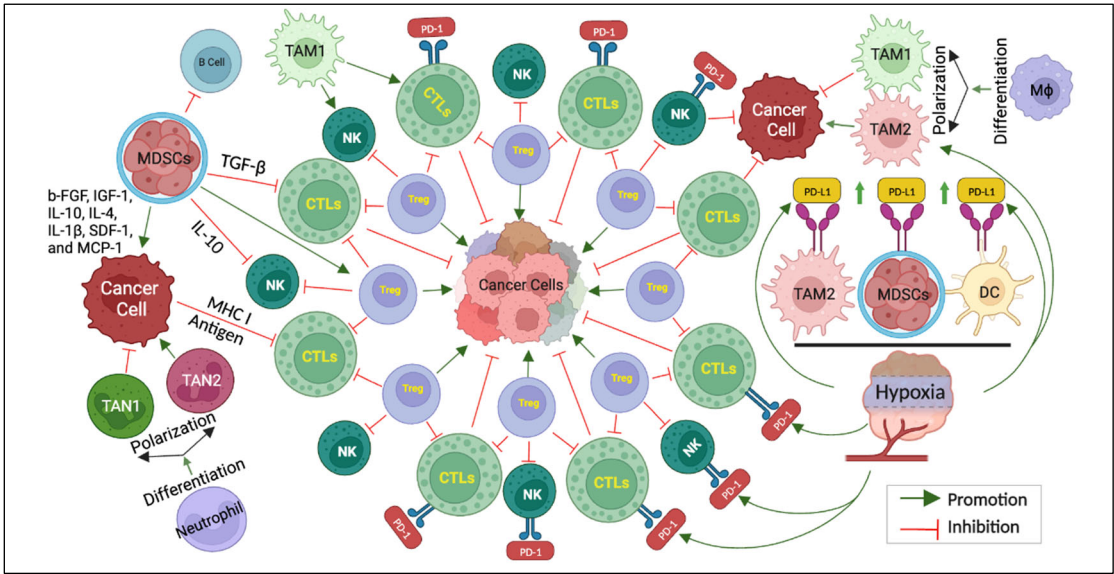 PD-1
PD-1
TAM1
B Cell
CTLs
NK
CTLs
PD-1
NK
Cancer
Cell
TAM1
TAM2
Polarization
Differentiation
Mϕ
MDSCs
TGF-β
NK
Treg
b-FGF, IGF-1,
IL-10, IL-4,
IL-1β, SDF-1,
and MCP-1
IL-10
CTLs
Treg
Treg
CTLs
PD-L1
PD-L1
PD-L1
NK
Treg
Cancer Cells
Treg
TAM2
MDSCs
DC
Cancer
Cell
MHC I
Antigen
CTLs
CTLs
TAN2
TAN1
Treg
Treg
Treg
Hypoxia
Polarization
NK
PD-1
NK
Differentiation
CTLs
NK
CTLs
PD-1
Neutrophil
PD-1
PD-1
PD-1
Promotion
Inhibition